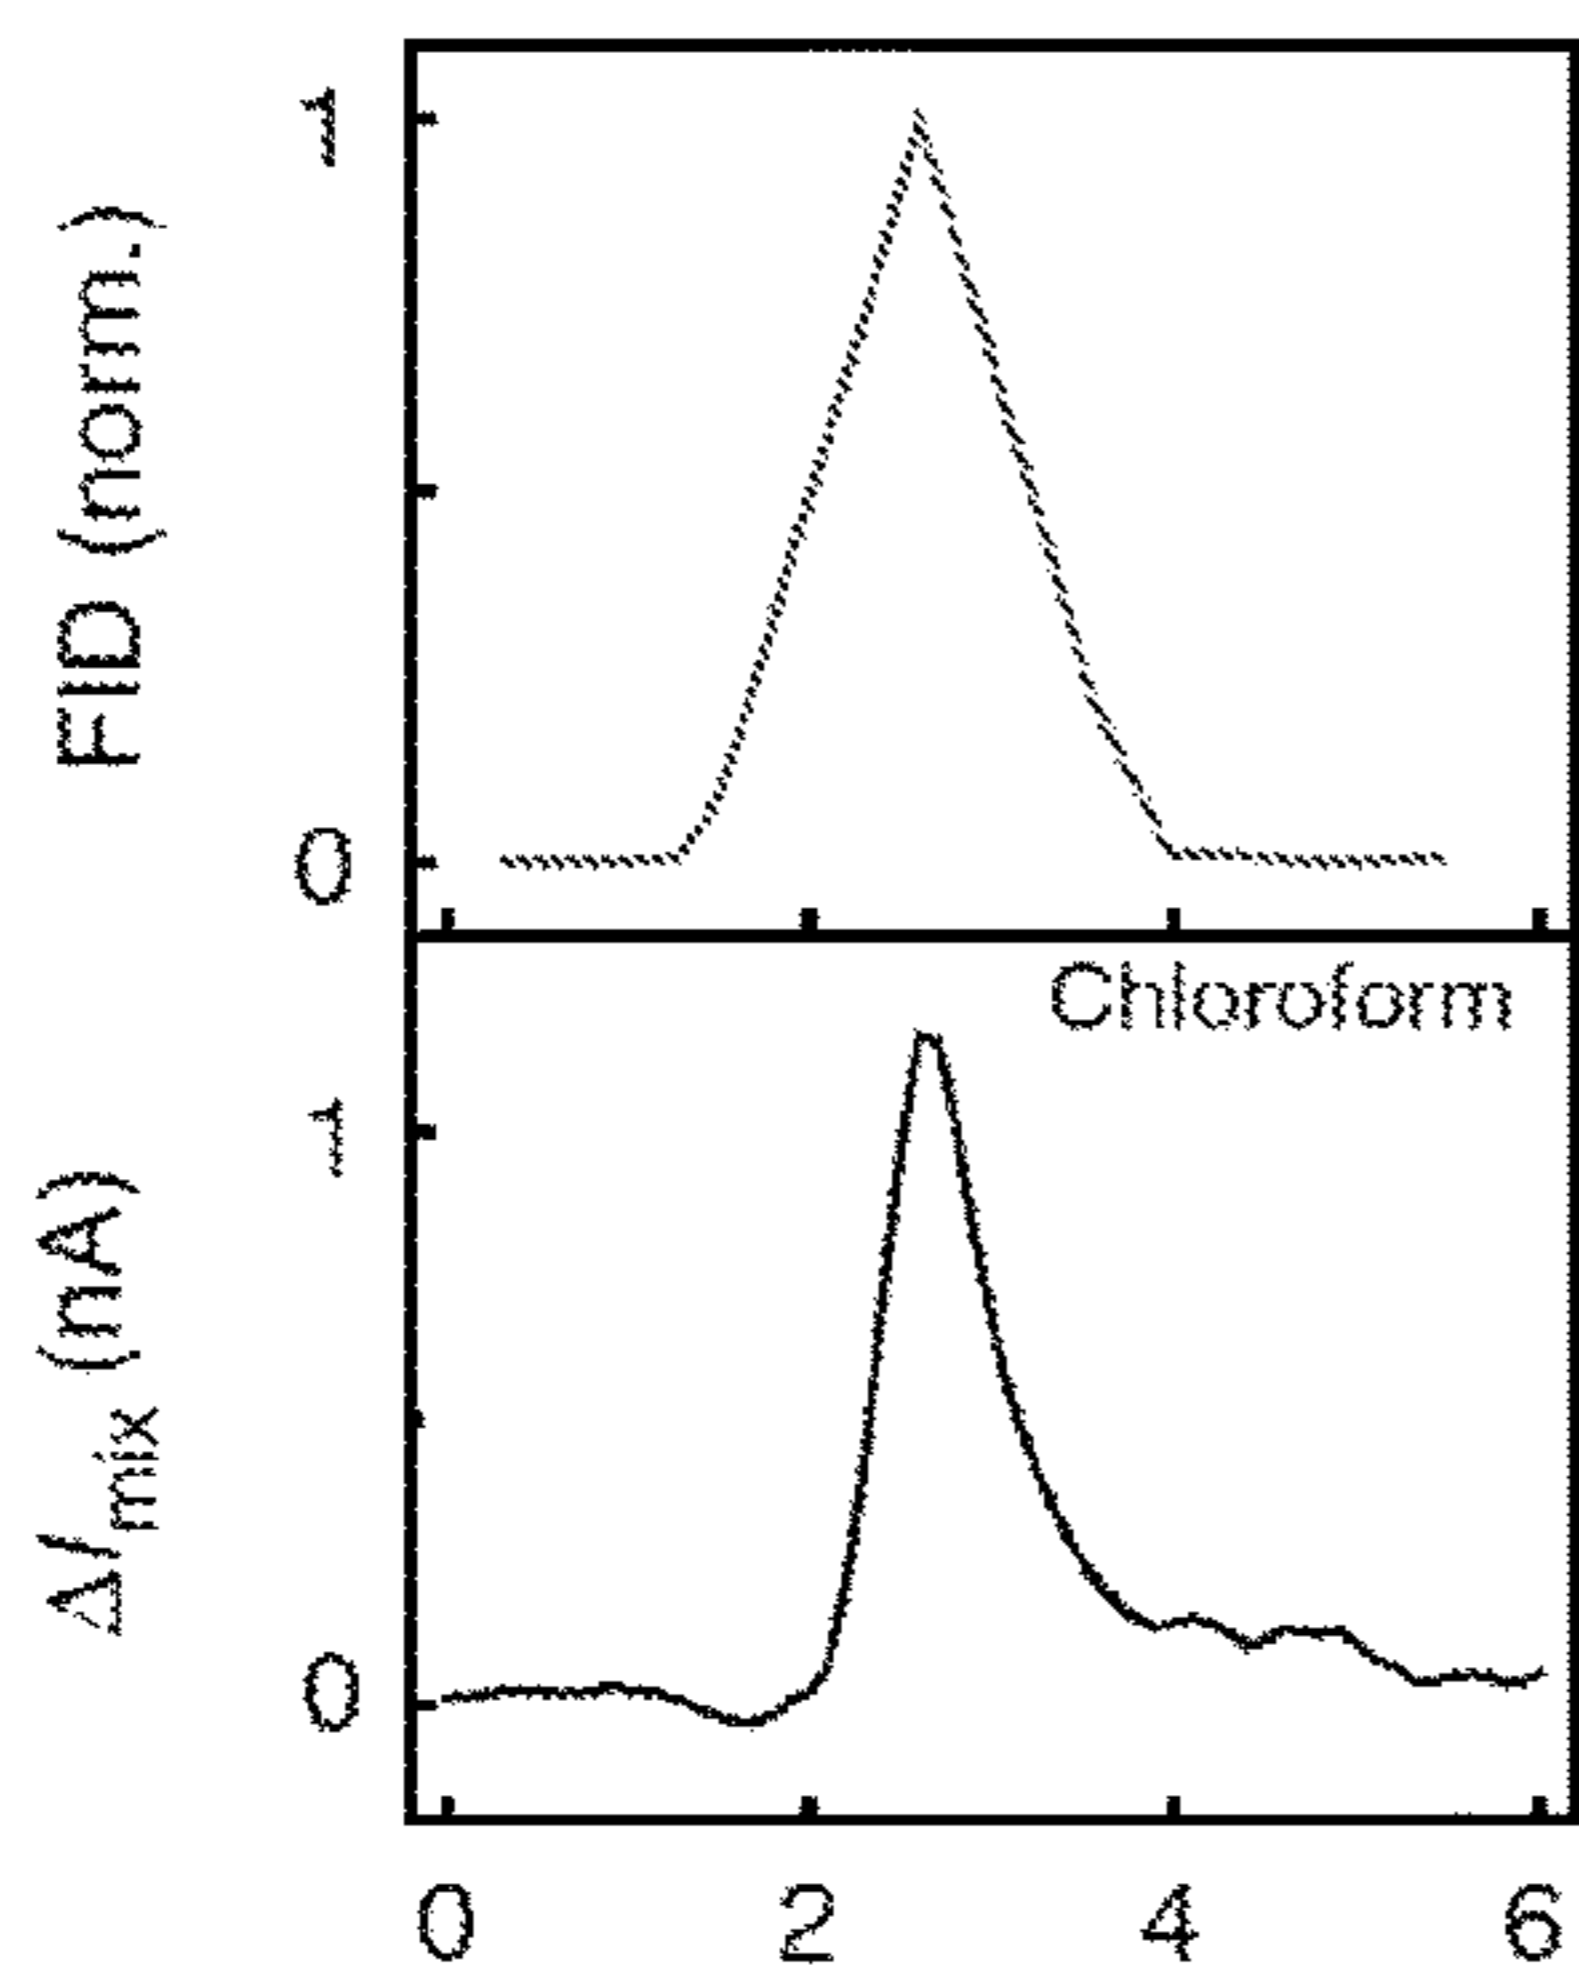 FID (norm.)
1
0
Chloroform
ΔI_mix (nA)
1
0
0 2 4 6